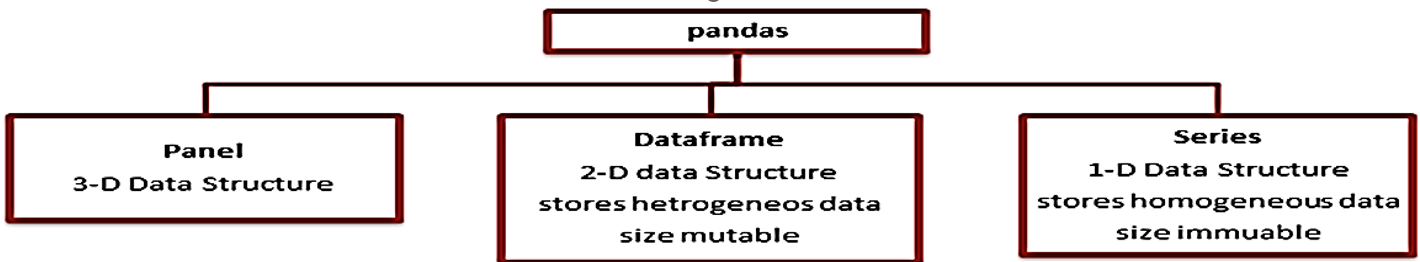 pandas
Panel
3-D Data Structure
Dataframe
2-D data Structure
stores hetrogeneos data
size mutable
Series
1-D Data Structure
stores homogeneous data
size immuable